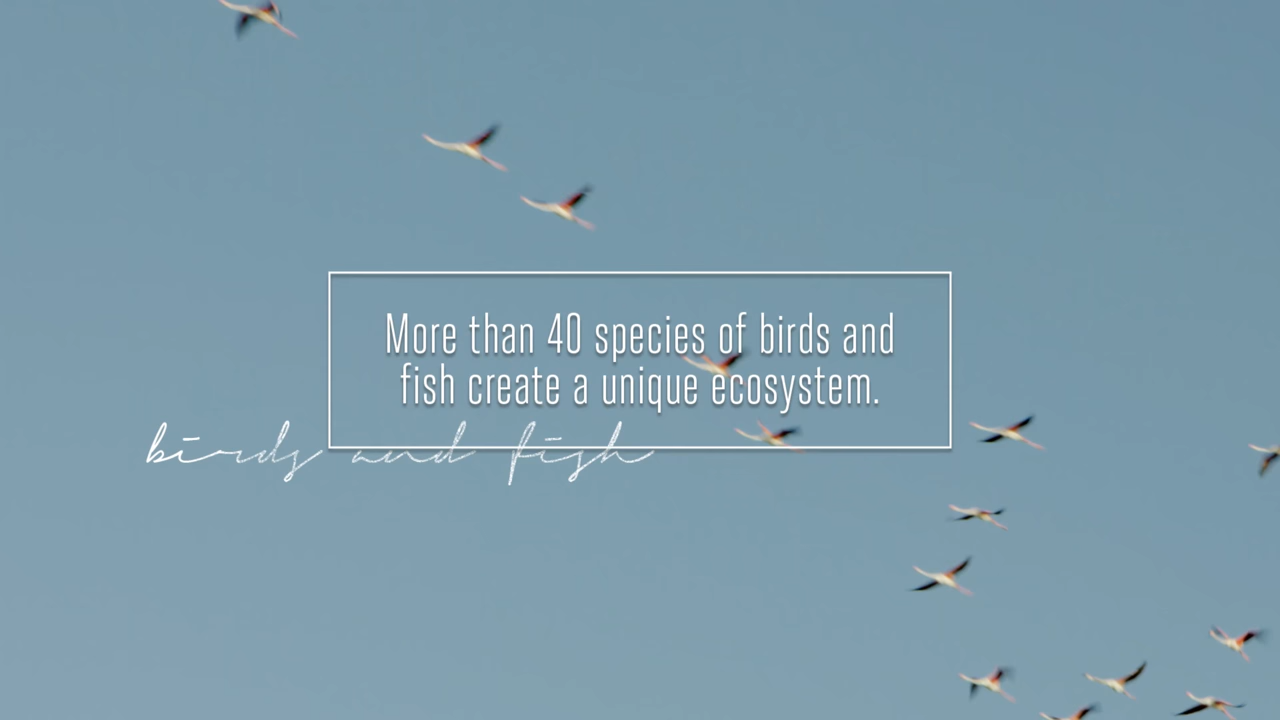 More than 40 species of birds and
fish create a unique ecosystem.
birds and fish